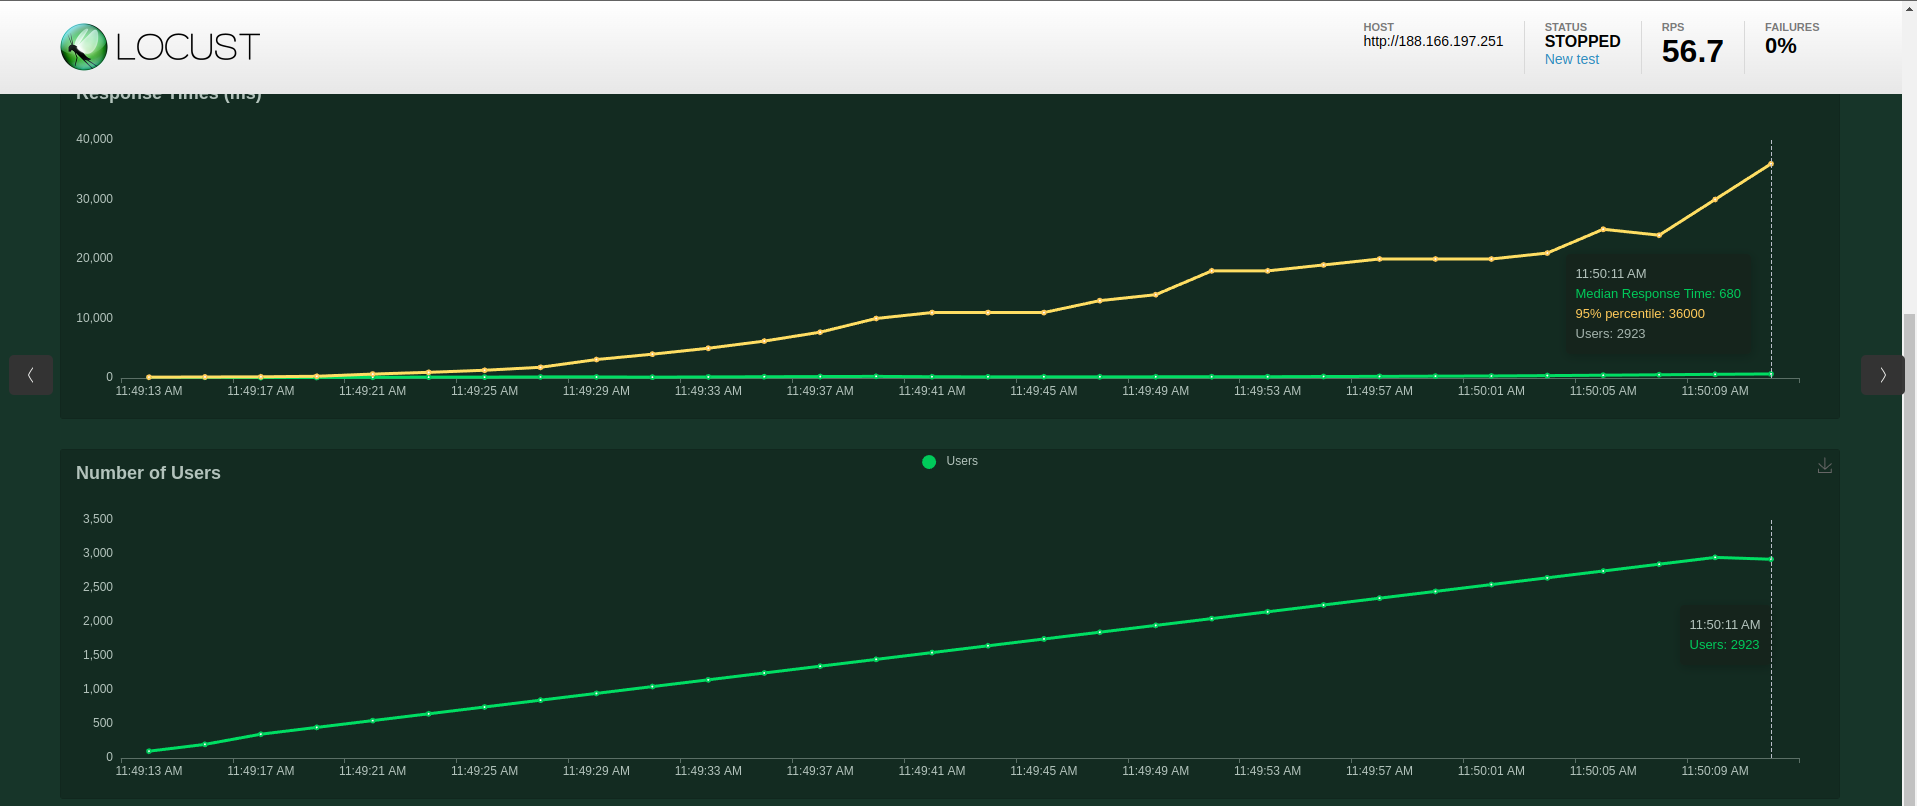 LOCUST
HOST
http://188.166.197.251
STATUS
STOPPED
New test
RPS
56.7
FAILURES
0%
Response Times (ms)
40,000
30,000
20,000
10,000
0
11:49:13 AM 11:49:17 AM 11:49:21 AM 11:49:25 AM 11:49:29 AM 11:49:33 AM 11:49:37 AM 11:49:41 AM 11:49:45 AM 11:49:49 AM 11:49:53 AM 11:49:57 AM 11:50:01 AM 11:50:05 AM 11:50:09 AM
11:50:11 AM
Median Response Time: 680
95% percentile: 36000
Users: 2923
Number of Users
Users
3,500
3,000
2,500
2,000
1,500
1,000
500
0
11:49:13 AM 11:49:17 AM 11:49:21 AM 11:49:25 AM 11:49:29 AM 11:49:33 AM 11:49:37 AM 11:49:41 AM 11:49:45 AM 11:49:49 AM 11:49:53 AM 11:49:57 AM 11:50:01 AM 11:50:05 AM 11:50:09 AM
11:50:11 AM
Users: 2923